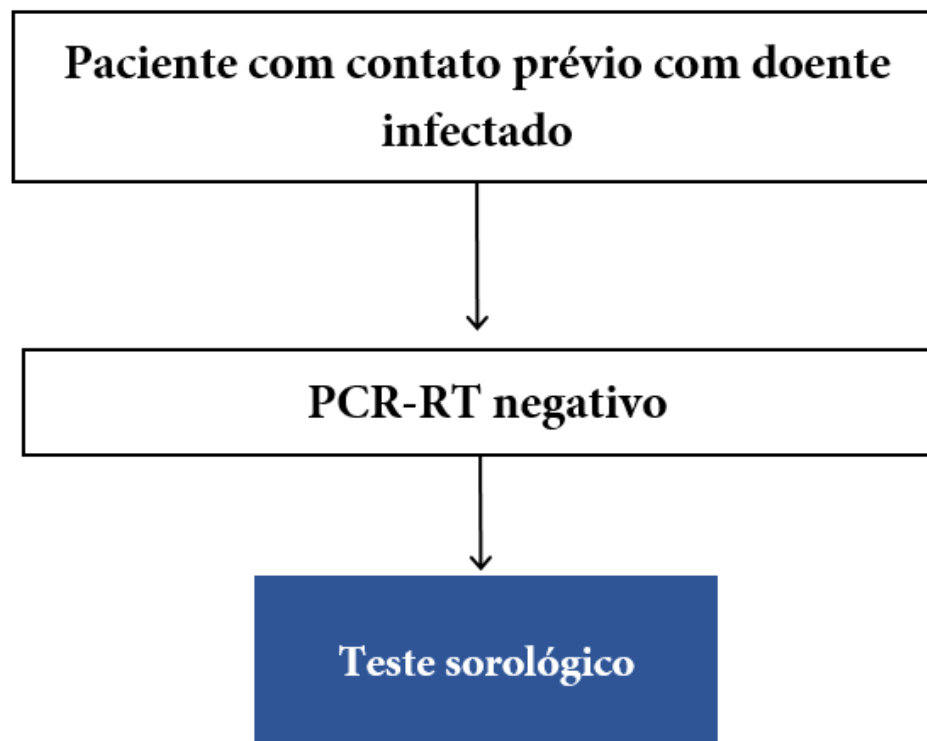 Paciente com contato prévio com doente
infectado
PCR-RT negativo
Teste sorológico